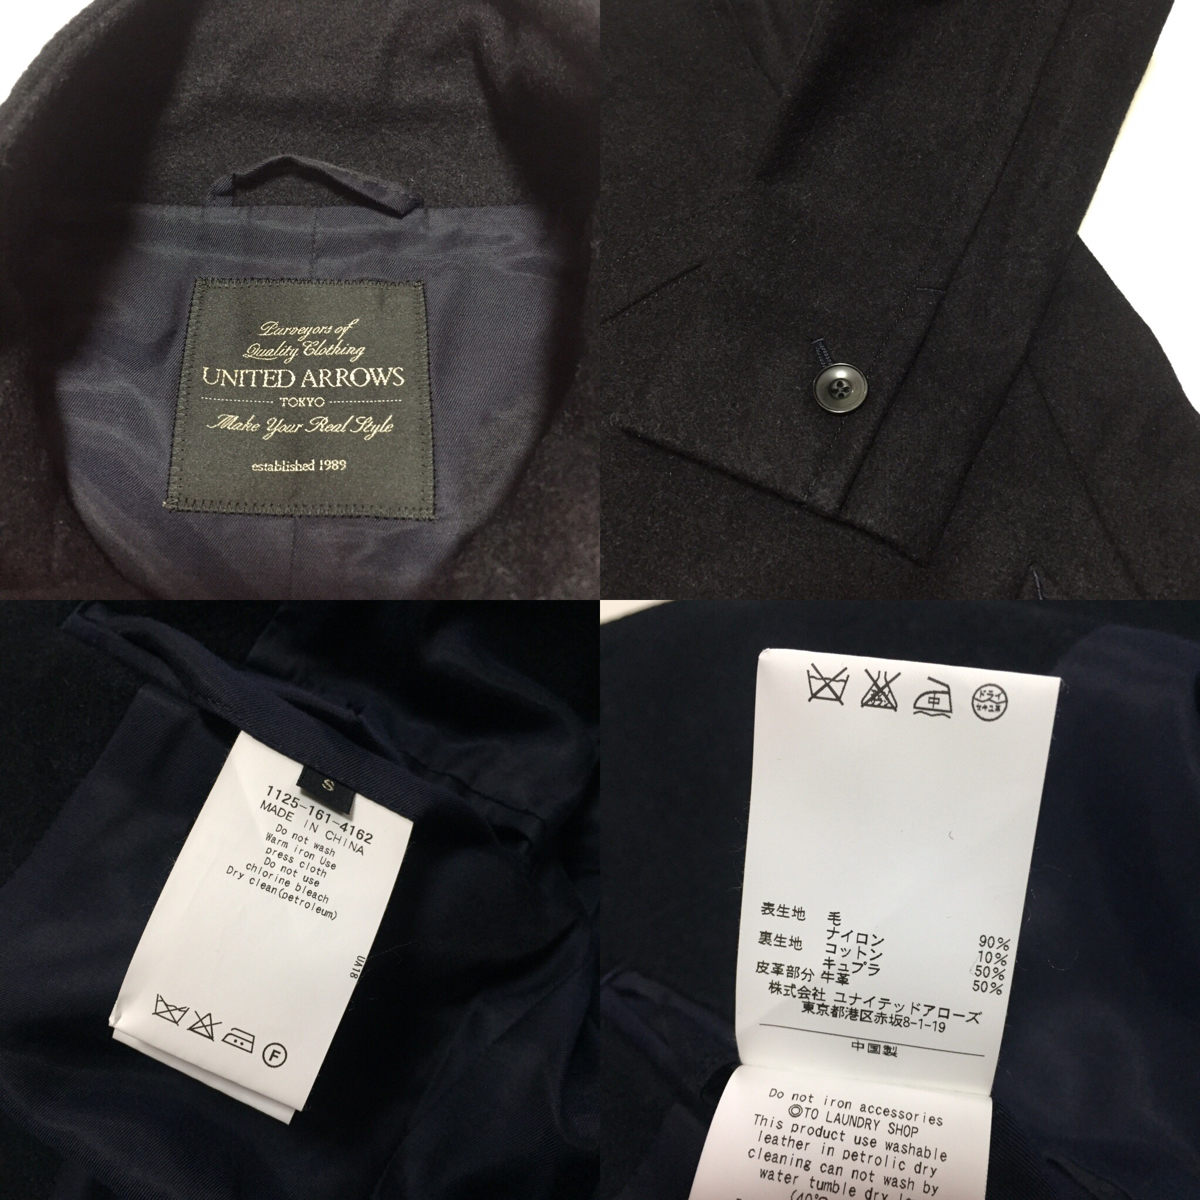 Purveyors of
Quality Clothing
UNITED ARROWS
TOKYO
Make Your Real Style
established 1989
S
1125-161-4162
MADE IN CHINA
Do not wash
Warm iron Use
press cloth
Do not use
chlorine bleach
Dry clean(petroleum)
UA18
F
中
ドライ
セキユ系
表生地 毛 90%
ナイロン 10%
裏生地 コットン 50%
キュプラ 50%
皮革部分 牛革
株式会社 ユナイテッドアローズ
東京都港区赤坂8-1-19
中国製
Do not iron accessories
◎TO LAUNDRY SHOP
This product use washable
leather in petrolic dry
cleaning can not wash by
water tumble dry is